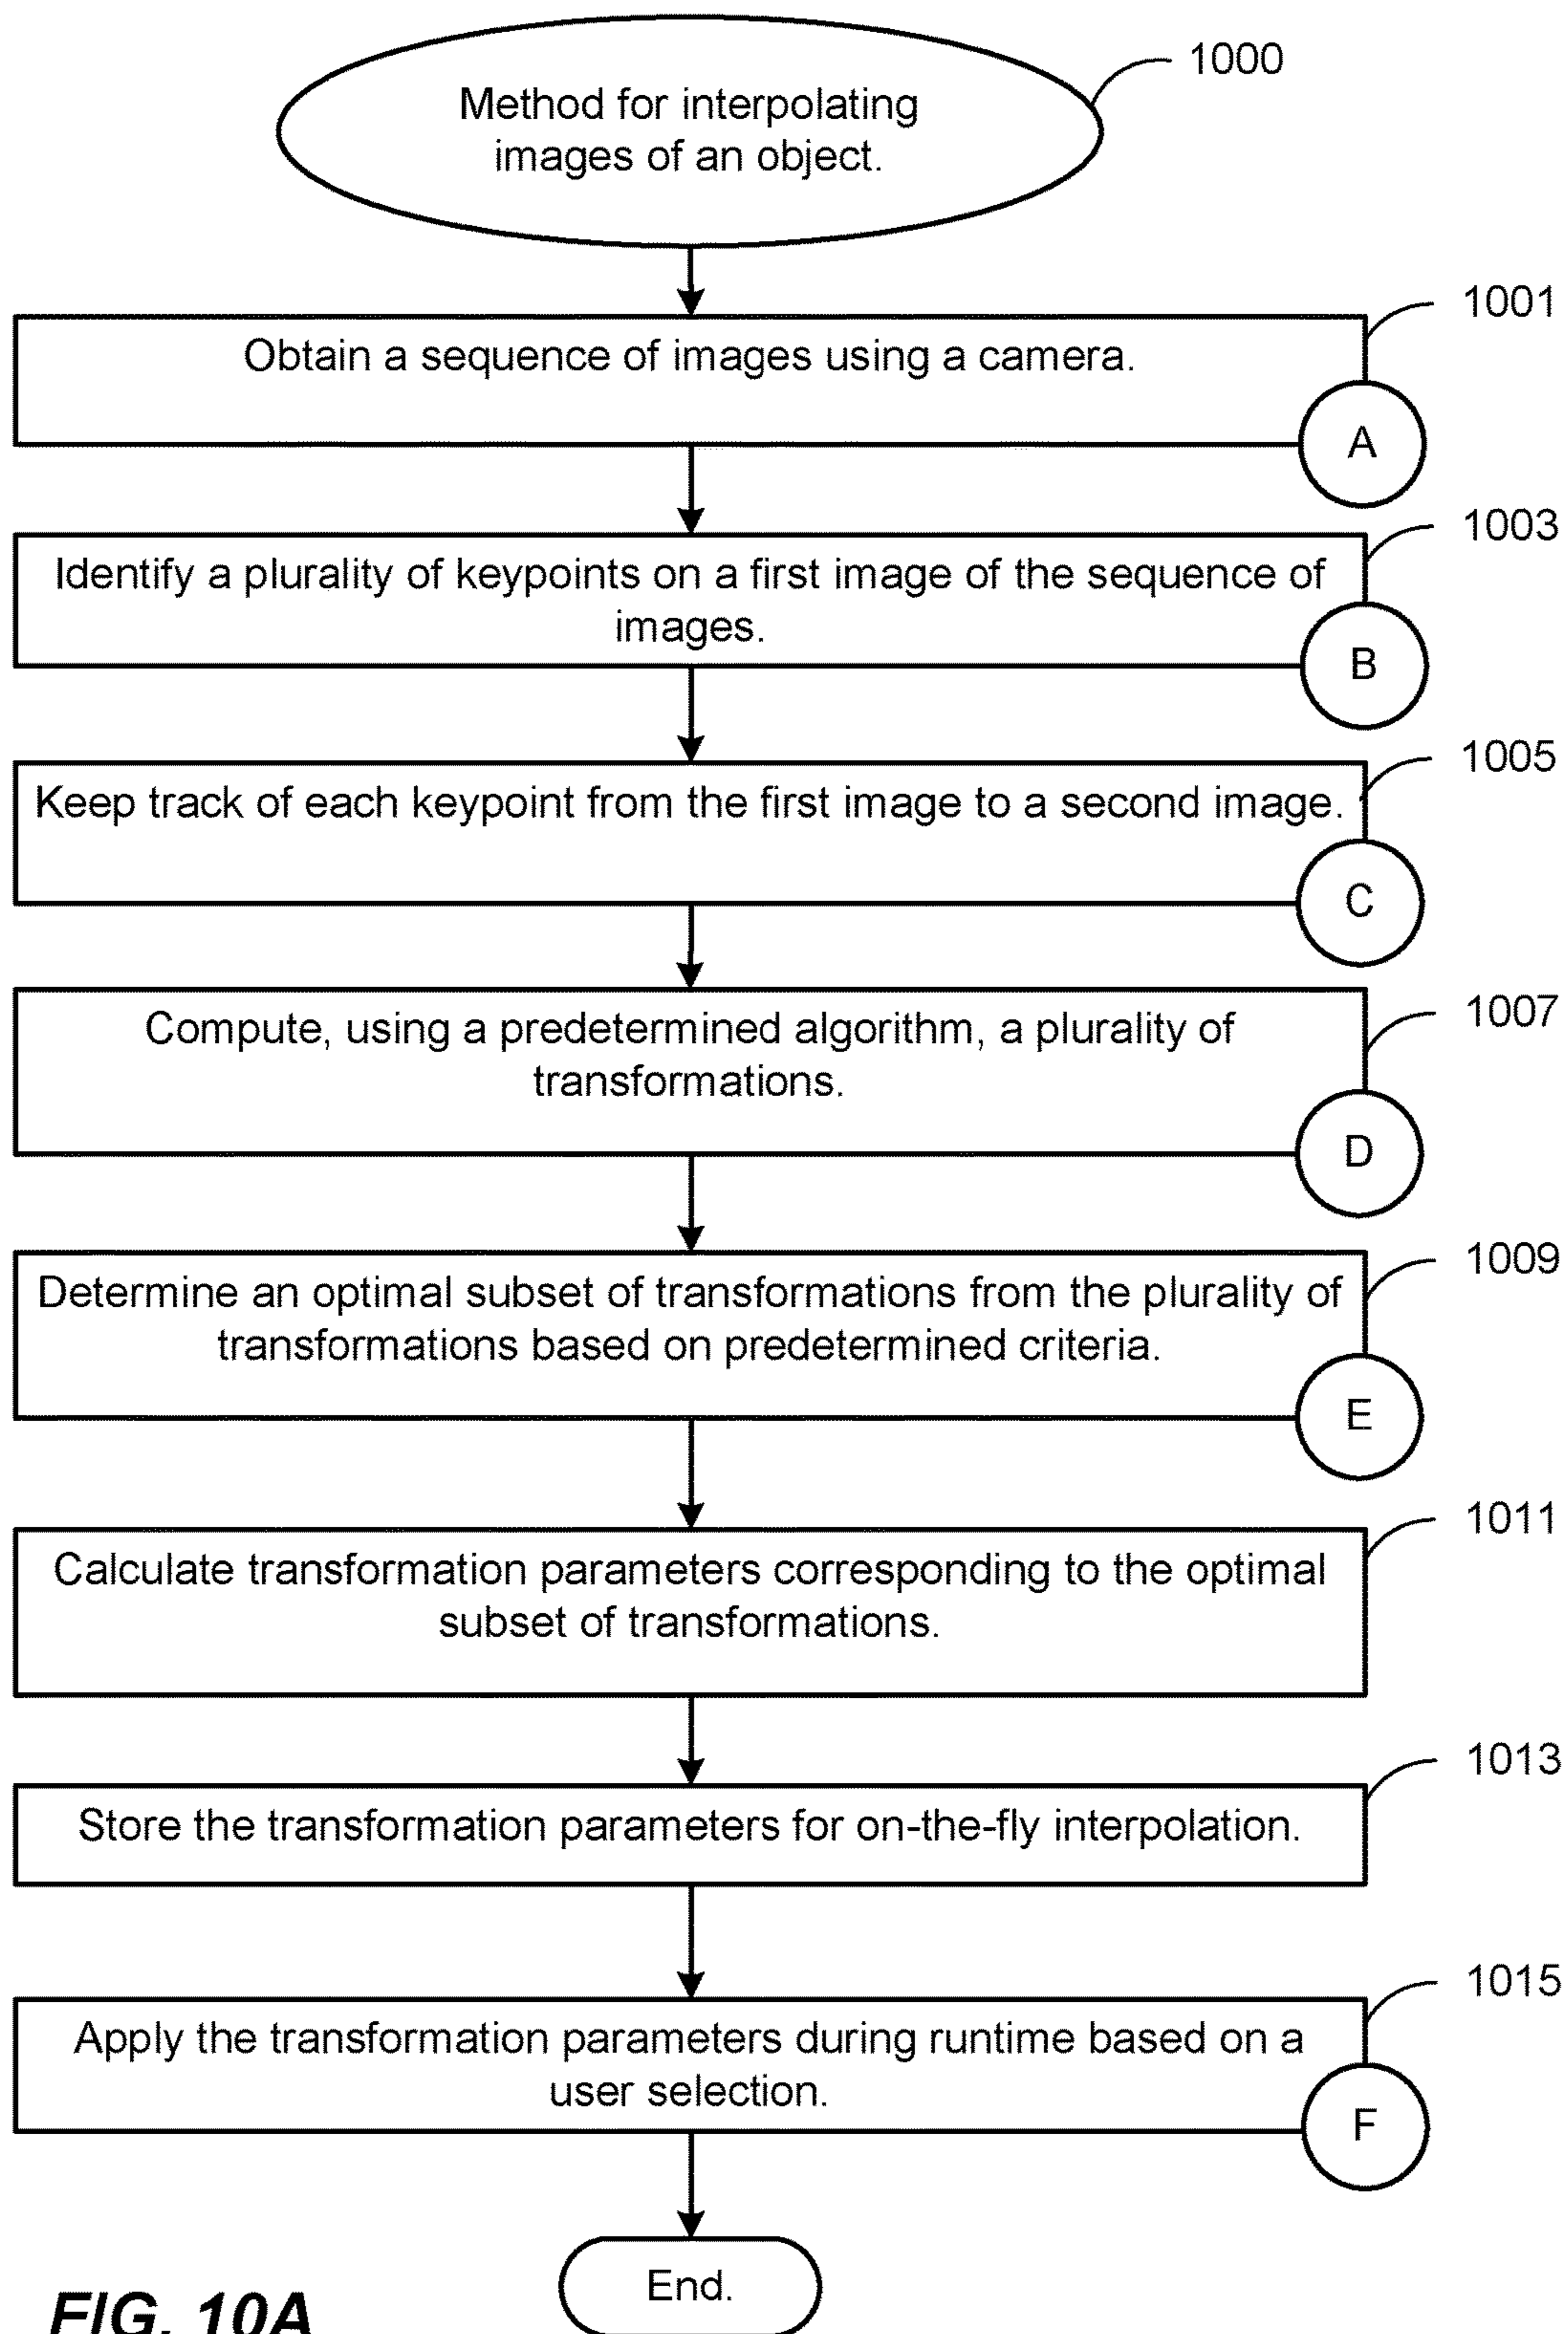 1000
Method for interpolating
images of an object.
1001
Obtain a sequence of images using a camera.
A
1003
Identify a plurality of keypoints on a first image of the sequence of
images.
B
1005
Keep track of each keypoint from the first image to a second image.
C
1007
Compute, using a predetermined algorithm, a plurality of
transformations.
D
1009
Determine an optimal subset of transformations from the plurality of
transformations based on predetermined criteria.
E
1011
Calculate transformation parameters corresponding to the optimal
subset of transformations.
1013
Store the transformation parameters for on-the-fly interpolation.
1015
Apply the transformation parameters during runtime based on a
user selection.
F
End.
FIG. 10A